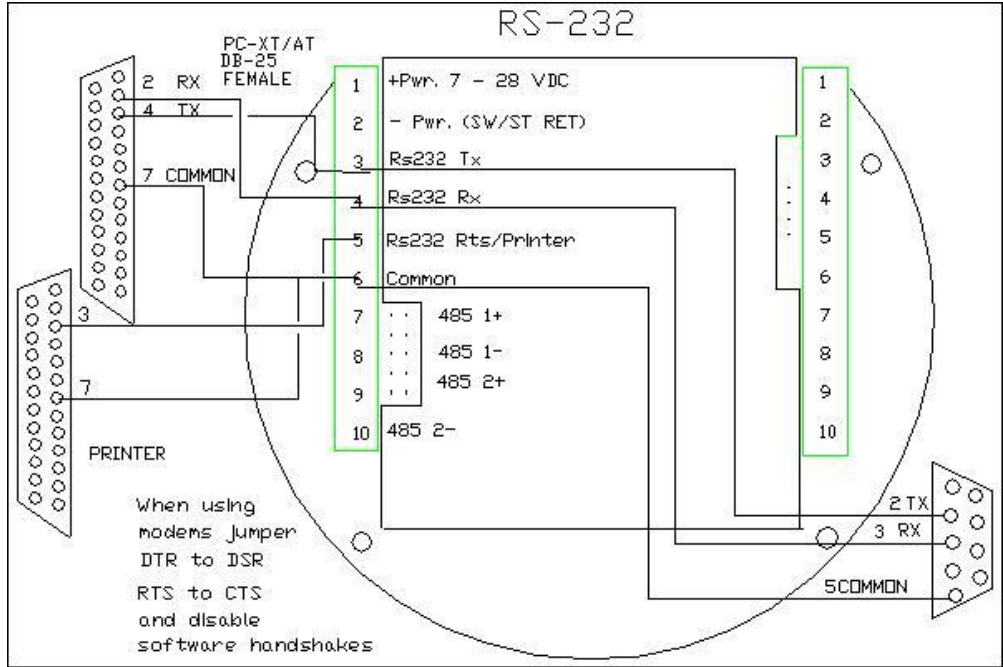 RS-232
PC-XT/AT
DB-25
FEMALE
2 RX
4 TX
7 COMMON
3
7
PRINTER
1 +Pwr. 7 - 28 VDC
2 - Pwr. (SW/ST RET)
3 Rs232 Tx
4 Rs232 Rx
5 Rs232 Rts/Printer
6 Common
7 485 1+
8 485 1-
9 485 2+
10 485 2-
1
2
3
4
5
6
7
8
9
10
2 TX
3 RX
5COMMON
When using
modems jumper
DTR to DSR
RTS to CTS
and disable
software handshakes